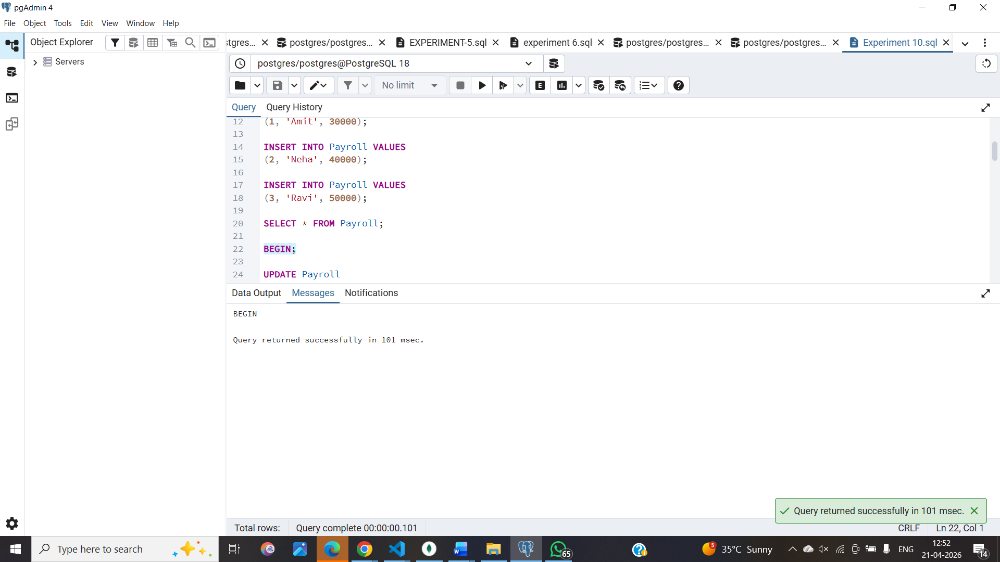 pgAdmin 4
File Object Tools Edit View Window Help
Object Explorer
stgres... postgres/postgres... EXPERIMENT-5.sql experiment 6.sql postgres/postgres... postgres/postgres... Experiment 10.sql
Servers
postgres/postgres@PostgreSQL 18
No limit
E
Query Query History
12 (1, 'Amit', 30000);
13
14 INSERT INTO Payroll VALUES
15 (2, 'Neha', 40000);
16
17 INSERT INTO Payroll VALUES
18 (3, 'Ravi', 50000);
19
20 SELECT * FROM Payroll;
21
22 BEGIN;
23
24 UPDATE Payroll
Data Output Messages Notifications
BEGIN
Query returned successfully in 101 msec.
Query returned successfully in 101 msec.
Total rows: Query complete 00:00:00.101 CRLF Ln 22, Col 1
Type here to search
65
5
35°C Sunny
ENG
12:52
21-04-2026
14